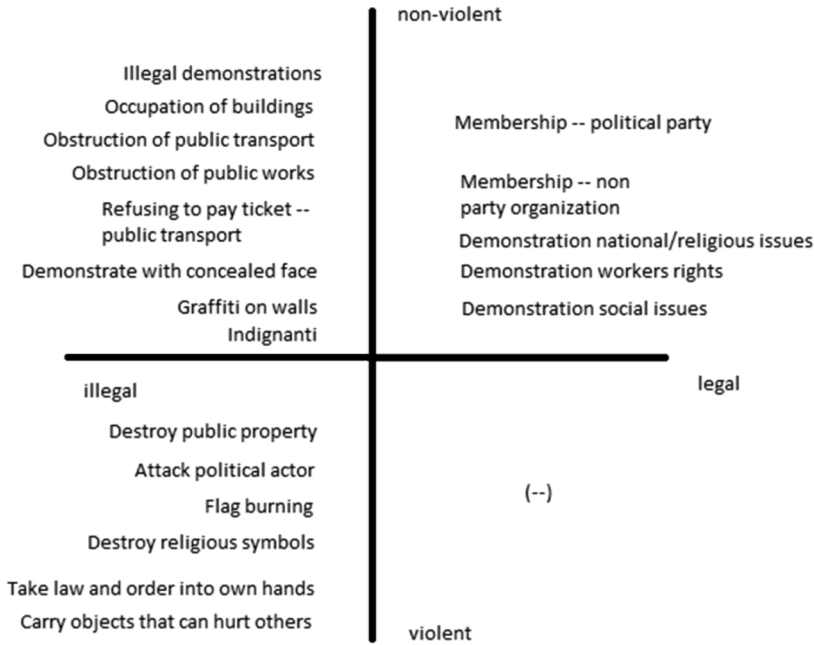 non-violent
Illegal demonstrations
Occupation of buildings
Obstruction of public transport
Obstruction of public works
Refusing to pay ticket --
public transport
Demonstrate with concealed face
Graffiti on walls
Indignanti
Membership -- political party
Membership -- non
party organization
Demonstration national/religious issues
Demonstration workers rights
Demonstration social issues
illegal
legal
Destroy public property
Attack political actor
Flag burning
Destroy religious symbols
Take law and order into own hands
Carry objects that can hurt others
(--)
violent